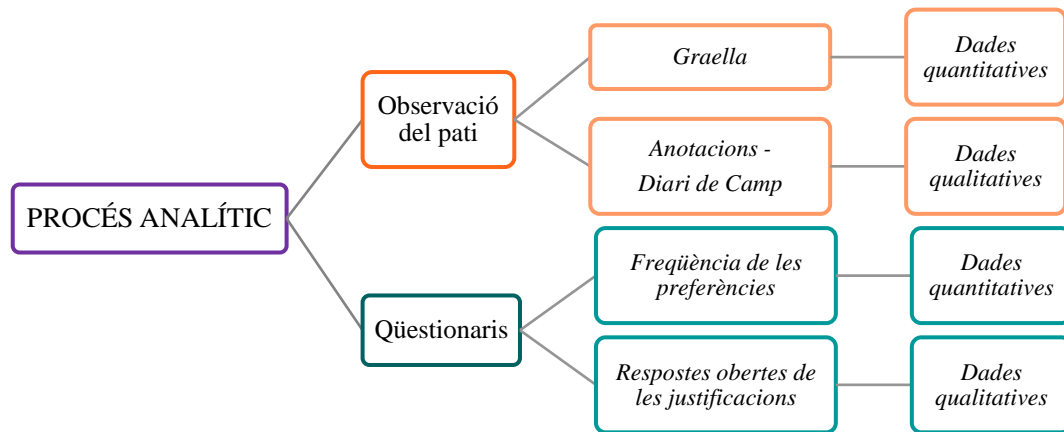 PROCÉS ANALÍTIC
Observació
del pati
Graella
Dades
quantitatives
Anotacions -
Diari de Camp
Dades
qualitatives
Qüestionaris
Freqüència de les
preferències
Dades
quantitatives
Respostes obertes de
les justificacions
Dades
qualitatives